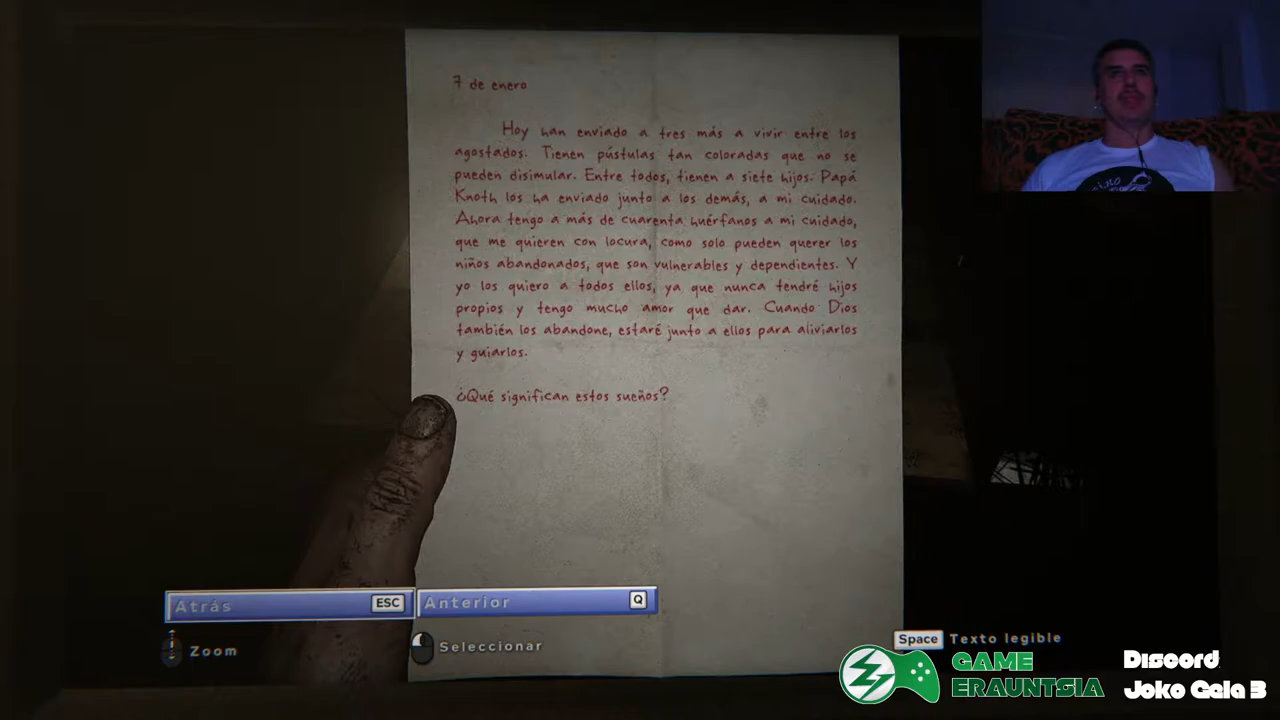 7 de enero
Hoy han enviado a tres más a vivir entre los
agostados. Tienen pústulas tan coloradas que no se
pueden disimular. Entre todos, tienen a siete hijos. Papá
Knoth los ha enviado junto a los demás, a mi cuidado.
Ahora tengo a más de cuarenta huérfanos a mi cuidado,
que me quieren con locura, como solo pueden querer los
niños abandonados, que son vulnerables y dependientes. Y
yo los quiero a todos ellos, ya que nunca tendré hijos
propios y tengo mucho amor que dar. Cuando Dios
también los abandone, estaré junto a ellos para aliviarlos
y guiarlos.
¿Qué significan estos sueños?
Atrás ESC
Anterior Q
Zoom
Seleccionar
Space Texto legible
GAME
ERAUNTSIA
Discord
Joko Gela 3